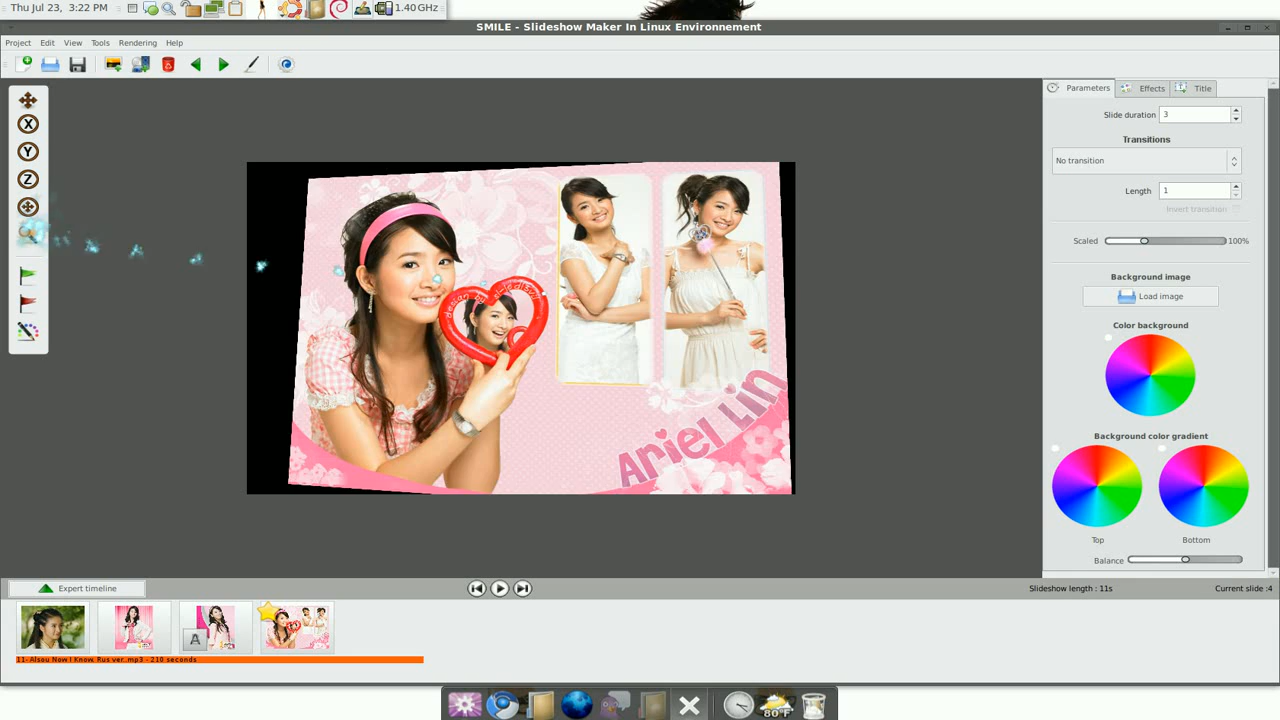 Thu Jul 23, 3:22 PM
1.40 GHz
SMILE - Slideshow Maker In Linux Environnement
Project Edit View Tools Rendering Help
Parameters Effects Title
Slide duration 3
Transitions
No transition
Length 1
Invert transition
Scaled 100%
Background image
Load image
Color background
Background color gradient
Top Bottom
Balance
X
Y
Z
Ariel Lin
Expert timeline
Slideshow length : 11s
Current slide :4
A
11- Alsou Now I Know. Rus ver..mp3 - 210 seconds
80°F